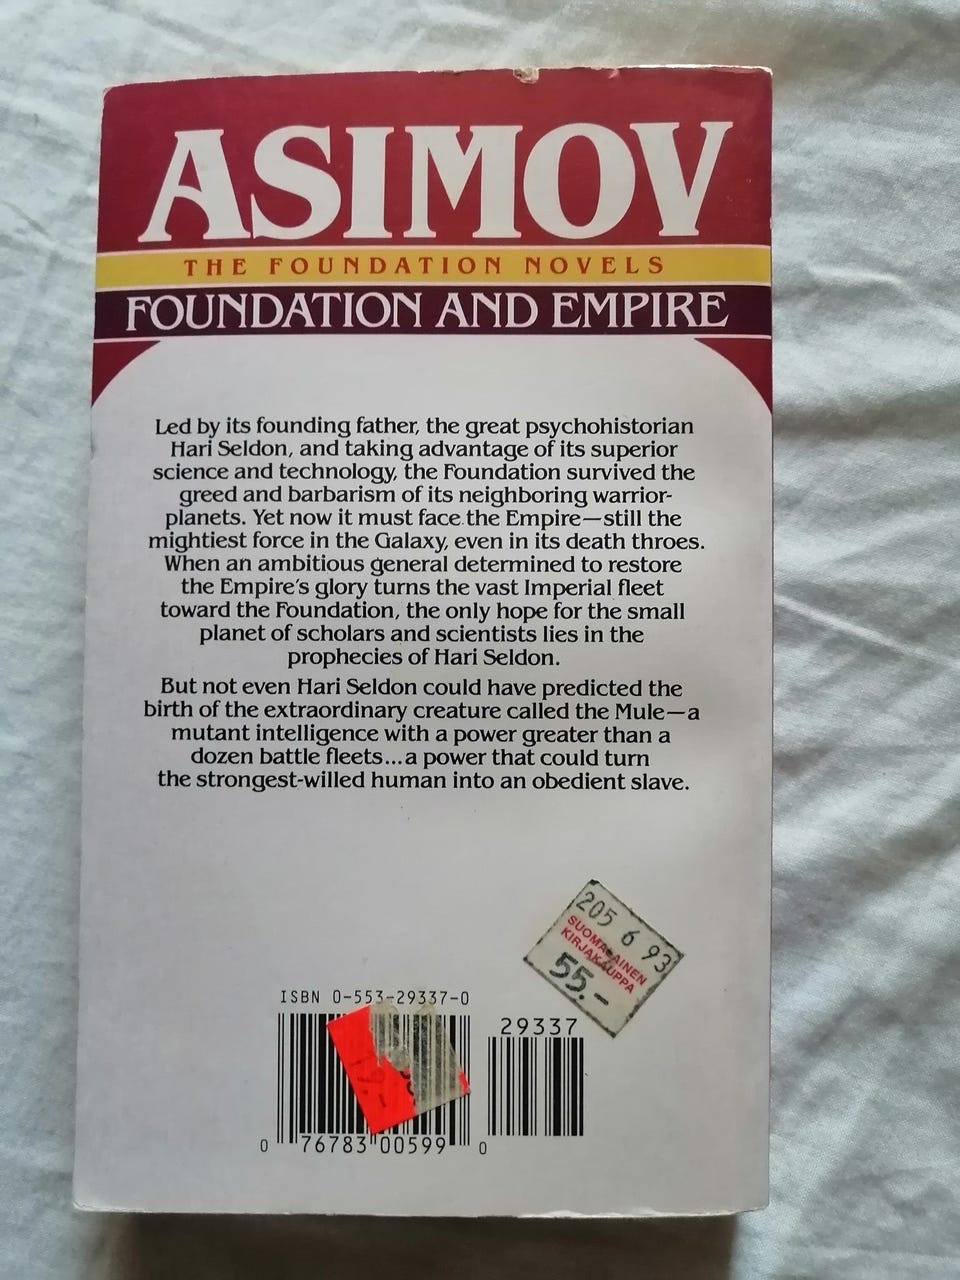 ASIMOV
THE FOUNDATION NOVELS
FOUNDATION AND EMPIRE
Led by its founding father, the great psychohistorian
Hari Seldon, and taking advantage of its superior
science and technology, the Foundation survived the
greed and barbarism of its neighboring warrior-
planets. Yet now it must face the Empire—still the
mightiest force in the Galaxy, even in its death throes.
When an ambitious general determined to restore
the Empire's glory turns the vast Imperial fleet
toward the Foundation, the only hope for the small
planet of scholars and scientists lies in the
prophecies of Hari Seldon.
But not even Hari Seldon could have predicted the
birth of the extraordinary creature called the Mule—a
mutant intelligence with a power greater than a
dozen battle fleets...a power that could turn
the strongest-willed human into an obedient slave.
205 6 93
SUOMALAINEN
KIRJAKAUPPA
55.-
ISBN 0-553-29337-0
29337
0 76783 00599 0